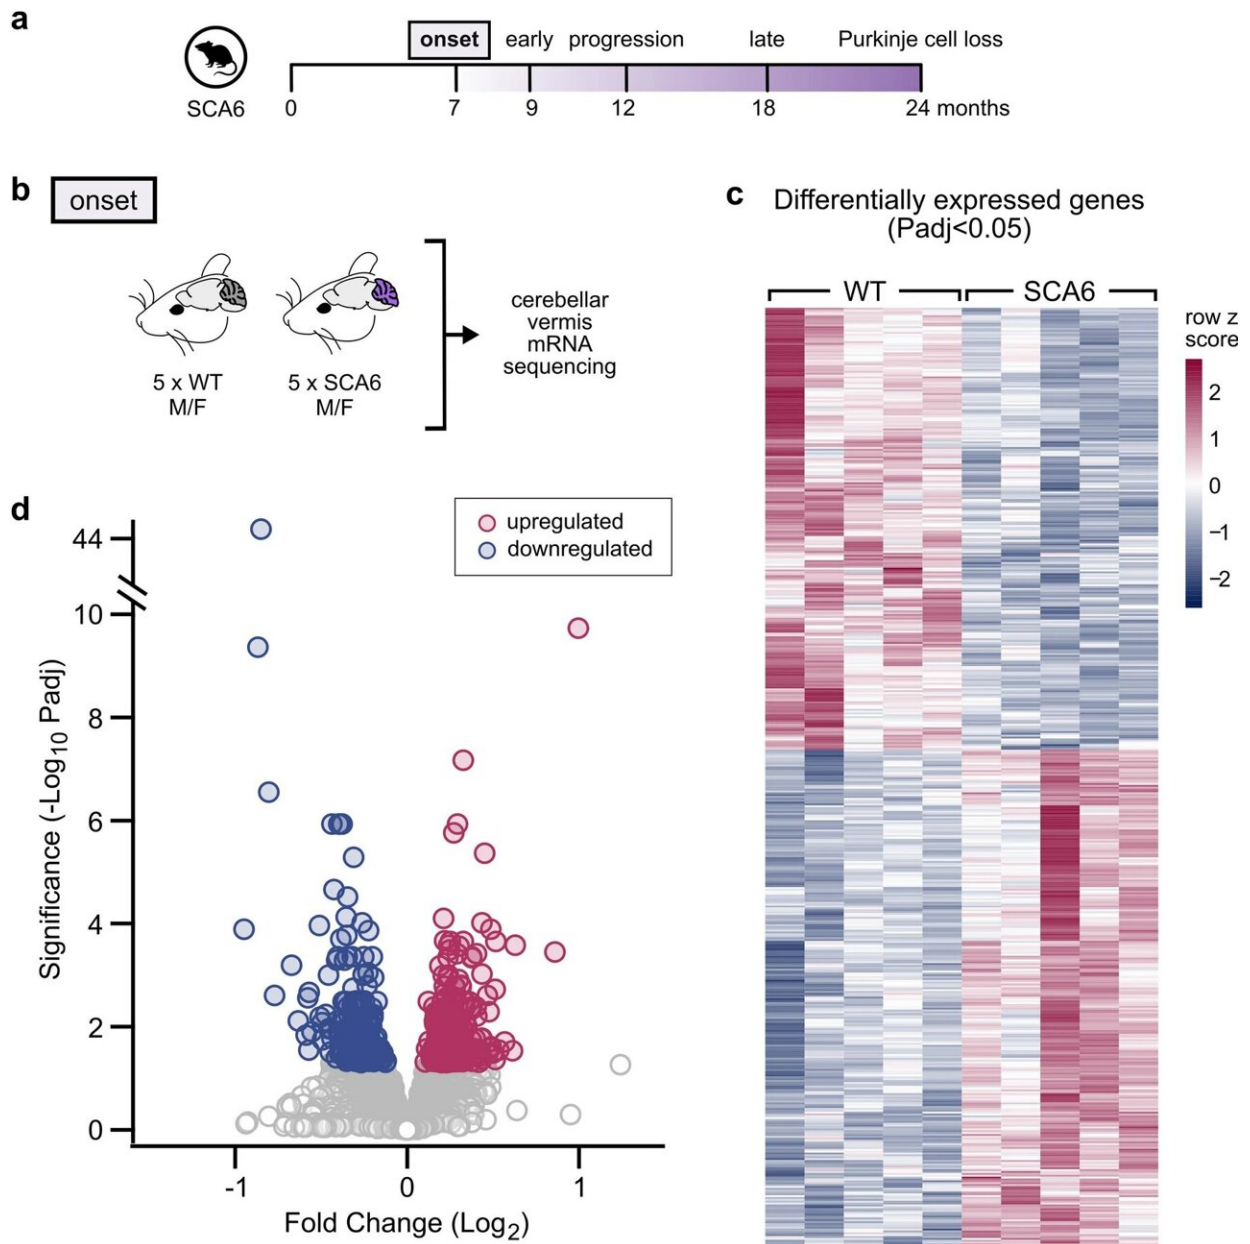 a
onset early progression late Purkinje cell loss
SCA6
0 7 9 12 18 24 months
b
onset
5 x WT
M/F
5 x SCA6
M/F
cerebellar
vermis
mRNA
sequencing
c
Differentially expressed genes
(Padj<0.05)
WT SCA6
row z
score
2
1
0
−1
−2
d
upregulated
downregulated
44
10
8
6
4
2
0
Significance (-Log10 Padj)
-1 0 1
Fold Change (Log2)